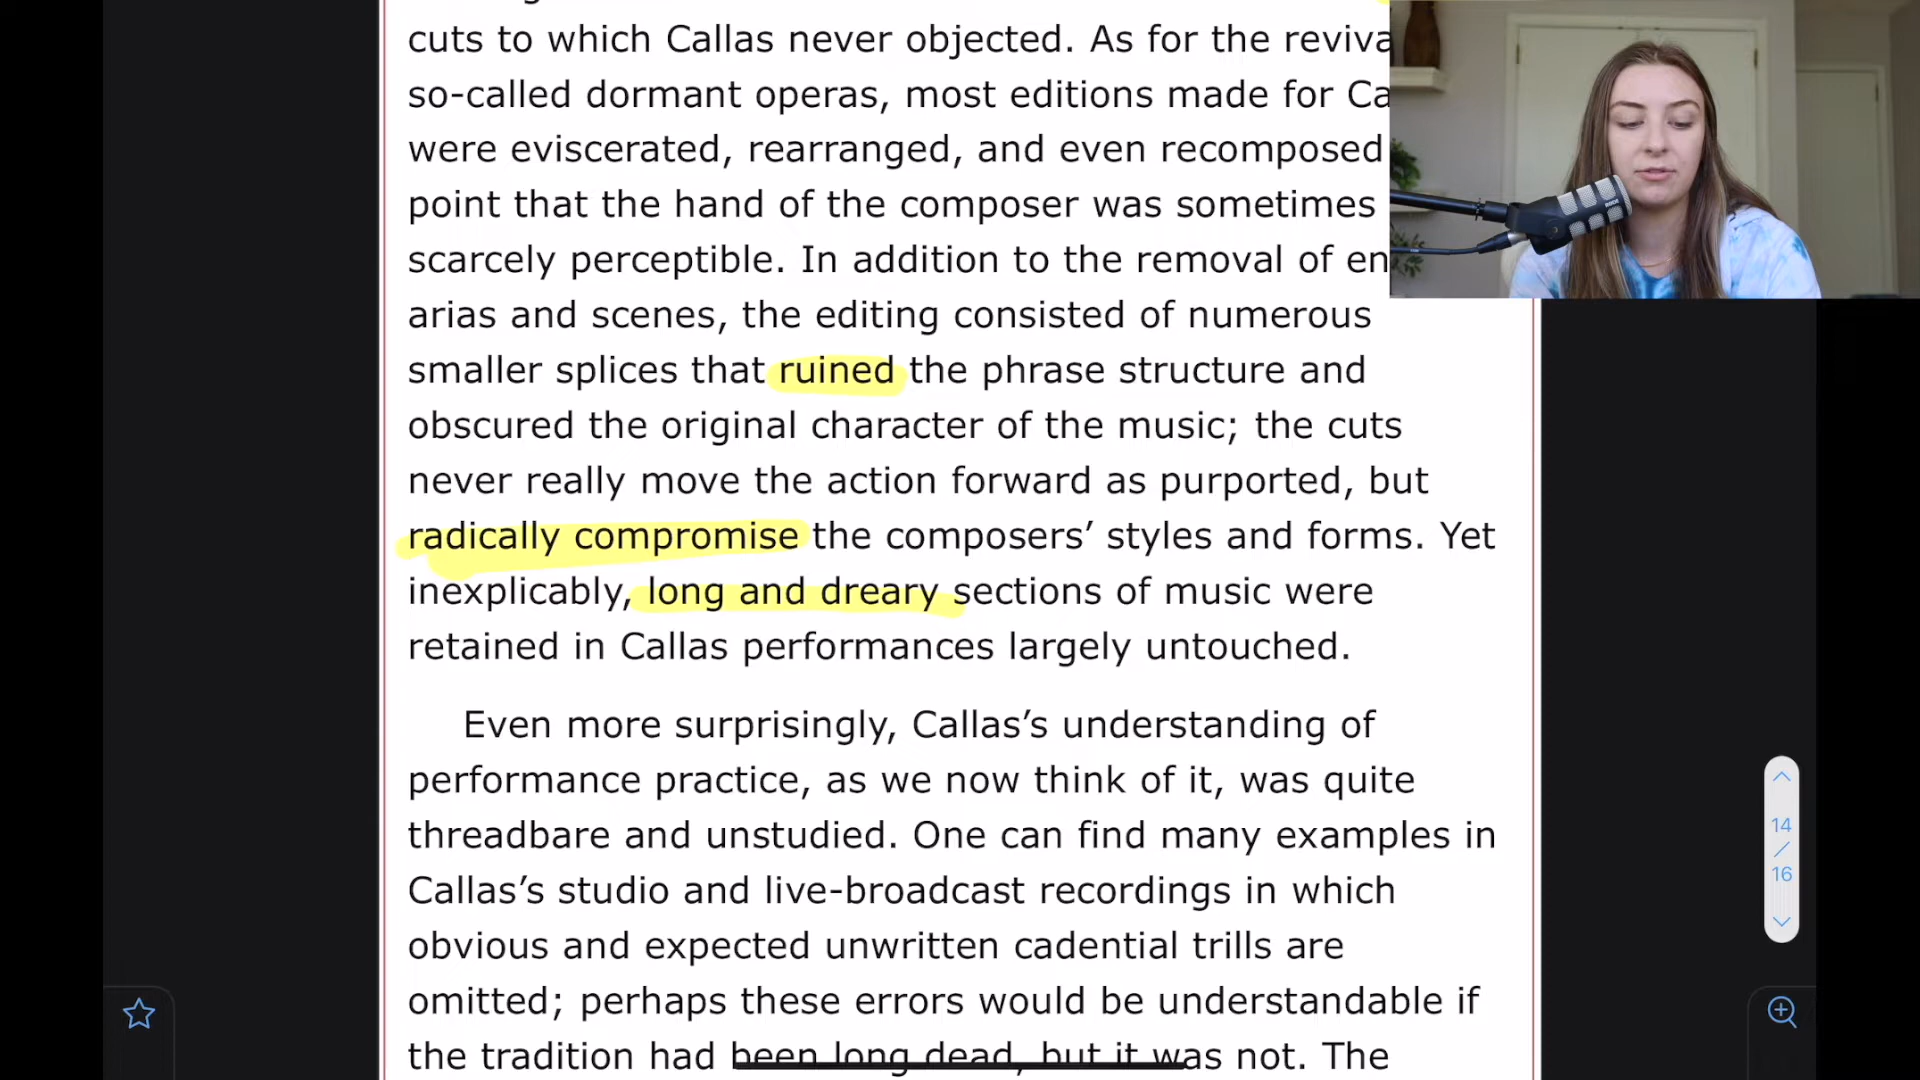 cuts to which Callas never objected. As for the reviva
so-called dormant operas, most editions made for Ca
were eviscerated, rearranged, and even recomposed
point that the hand of the composer was sometimes
scarcely perceptible. In addition to the removal of en
arias and scenes, the editing consisted of numerous
smaller splices that ruined the phrase structure and
obscured the original character of the music; the cuts
never really move the action forward as purported, but
radically compromise the composers’ styles and forms. Yet
inexplicably, long and dreary sections of music were
retained in Callas performances largely untouched.
Even more surprisingly, Callas’s understanding of
performance practice, as we now think of it, was quite
threadbare and unstudied. One can find many examples in
Callas’s studio and live-broadcast recordings in which
obvious and expected unwritten cadential trills are
omitted; perhaps these errors would be understandable if
the tradition had been long dead, but it was not. The
14
/
16
RODE